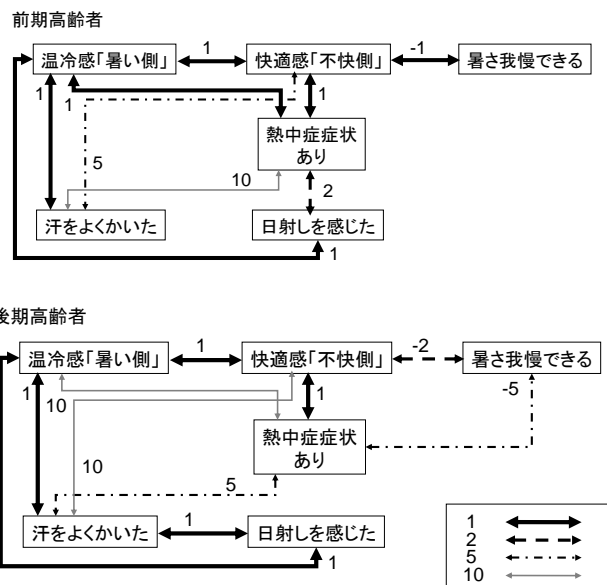 前期高齢者
温冷感「暑い側」
1
快適感「不快側」
-1
暑さ我慢できる
1
1
1
熱中症症状
あり
5
10
2
汗をよくかいた
日射しを感じた
1
後期高齢者
温冷感「暑い側」
1
快適感「不快側」
-2
暑さ我慢できる
1
10
1
-5
熱中症症状
あり
10
5
汗をよくかいた
1
日射しを感じた
1
1
2
5
10